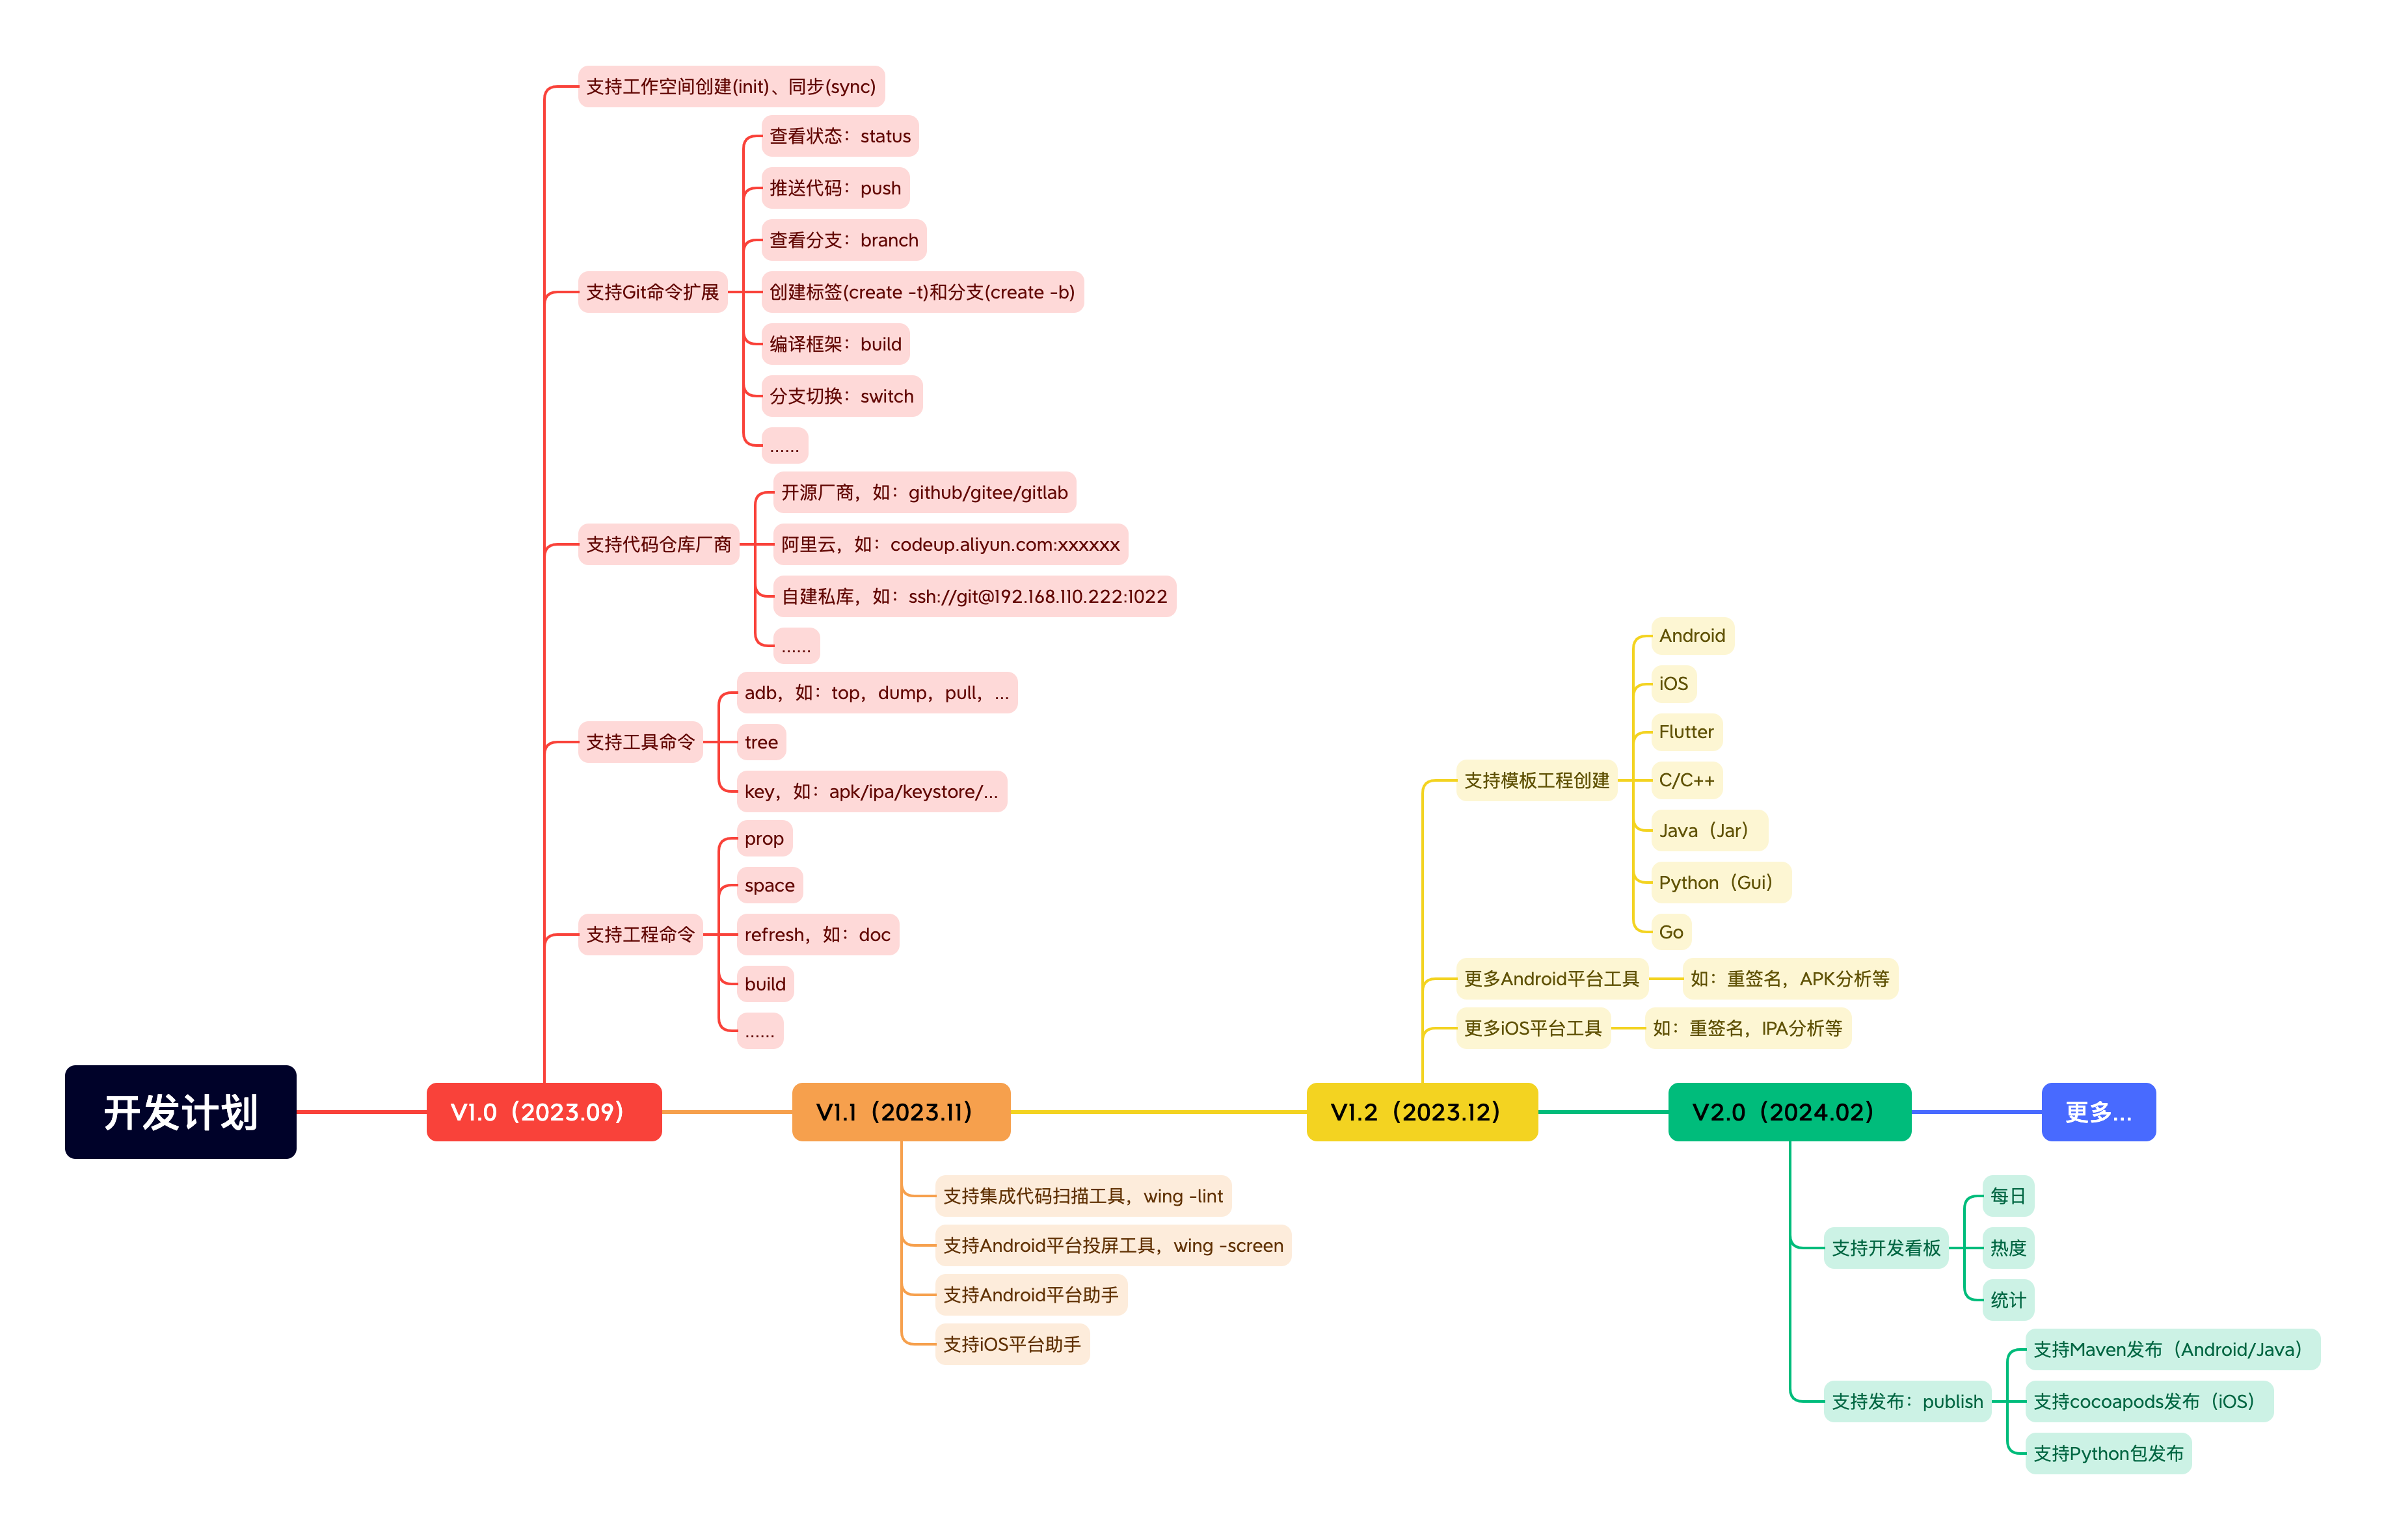 开发计划
V1.0（2023.09）
支持工作空间创建(init)、同步(sync)
支持Git命令扩展
查看状态：status
推送代码：push
查看分支：branch
创建标签(create -t)和分支(create -b)
编译框架：build
分支切换：switch
......
支持代码仓库厂商
开源厂商，如：github/gitee/gitlab
阿里云，如：codeup.aliyun.com:xxxxxx
自建私库，如：ssh://git@192.168.110.222:1022
......
支持工具命令
adb，如：top，dump，pull，...
tree
key，如：apk/ipa/keystore/...
支持工程命令
prop
space
refresh，如：doc
build
......
V1.1（2023.11）
支持集成代码扫描工具，wing -lint
支持Android平台投屏工具，wing -screen
支持Android平台助手
支持iOS平台助手
V1.2（2023.12）
支持模板工程创建
Android
iOS
Flutter
C/C++
Java（Jar）
Python（Gui）
Go
更多Android平台工具
如：重签名，APK分析等
更多iOS平台工具
如：重签名，IPA分析等
V2.0（2024.02）
支持开发看板
每日
热度
统计
支持发布：publish
支持Maven发布（Android/Java）
支持cocoapods发布（iOS）
支持Python包发布
更多...